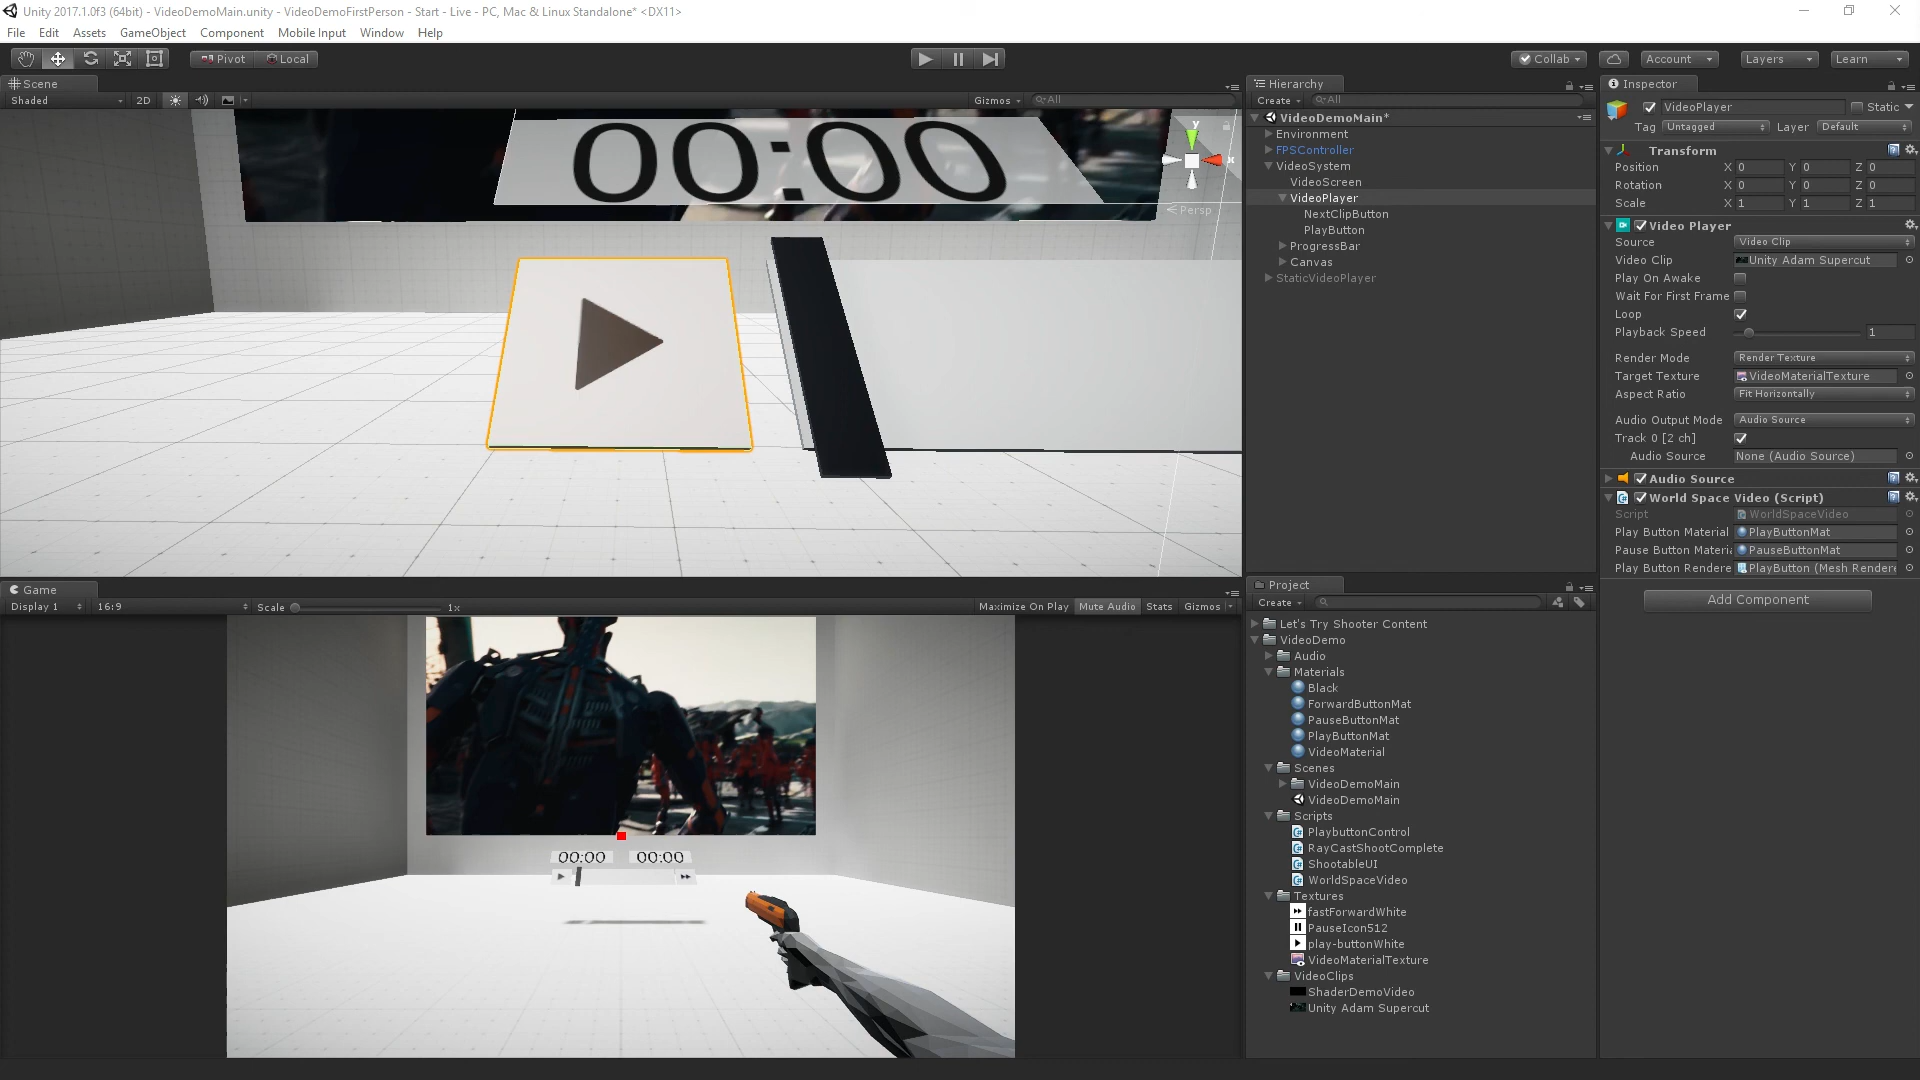 Unity 2017.1.0f3 (64bit) - VideoDemoMain.unity - VideoDemoFirstPerson - Start - Live - PC, Mac & Linux Standalone* <DX11>
File Edit Assets GameObject Component Mobile Input Window Help
Pivot Local Collab Account Layers Learn
Scene
Shaded 2D Gizmos All
00:00
y
x
Persp
Game
Display 1 16:9 Scale 1x Maximize On Play Mute Audio Stats Gizmos
00:00 00:00
Hierarchy
Create All
VideoDemoMain*
Environment
FPSController
VideoSystem
VideoScreen
VideoPlayer
NextClipButton
PlayButton
ProgressBar
Canvas
StaticVideoPlayer
Project
Create
Let's Try Shooter Content
VideoDemo
Audio
Materials
Black
ForwardButtonMat
PauseButtonMat
PlayButtonMat
VideoMaterial
Scenes
VideoDemoMain
VideoDemoMain
Scripts
PlaybuttonControl
RayCastShootComplete
ShootableUI
WorldSpaceVideo
Textures
fastForwardWhite
PauseIcon512
play-buttonWhite
VideoMaterialTexture
VideoClips
ShaderDemoVideo
Unity Adam Supercut
Inspector
VideoPlayer Static
Tag Untagged Layer Default
Transform
Position X 0 Y 0 Z 0
Rotation X 0 Y 0 Z 0
Scale X 1 Y 1 Z 1
Video Player
Source Video Clip
Video Clip Unity Adam Supercut
Play On Awake
Wait For First Frame
Loop
Playback Speed 1
Render Mode Render Texture
Target Texture VideoMaterialTexture
Aspect Ratio Fit Horizontally
Audio Output Mode Audio Source
Track 0 [2 ch]
Audio Source None (Audio Source)
Audio Source
World Space Video (Script)
Script WorldSpaceVideo
Play Button Material PlayButtonMat
Pause Button Materi PauseButtonMat
Play Button Rendere PlayButton (Mesh Rendere
Add Component